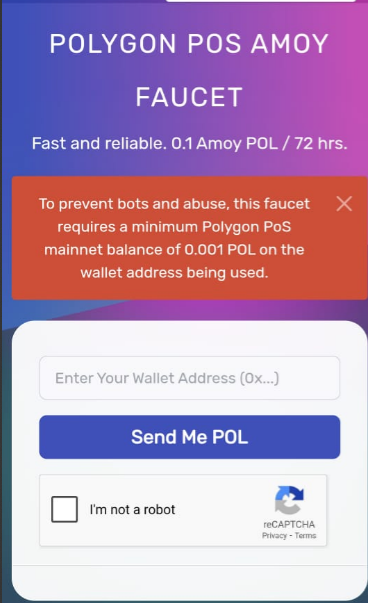 POLYGON POS AMOY
FAUCET
Fast and reliable. 0.1 Amoy POL / 72 hrs.
To prevent bots and abuse, this faucet
requires a minimum Polygon PoS
mainnet balance of 0.001 POL on the
wallet address being used.
Enter Your Wallet Address (0x...)
Send Me POL
I'm not a robot
reCAPTCHA
Privacy - Terms